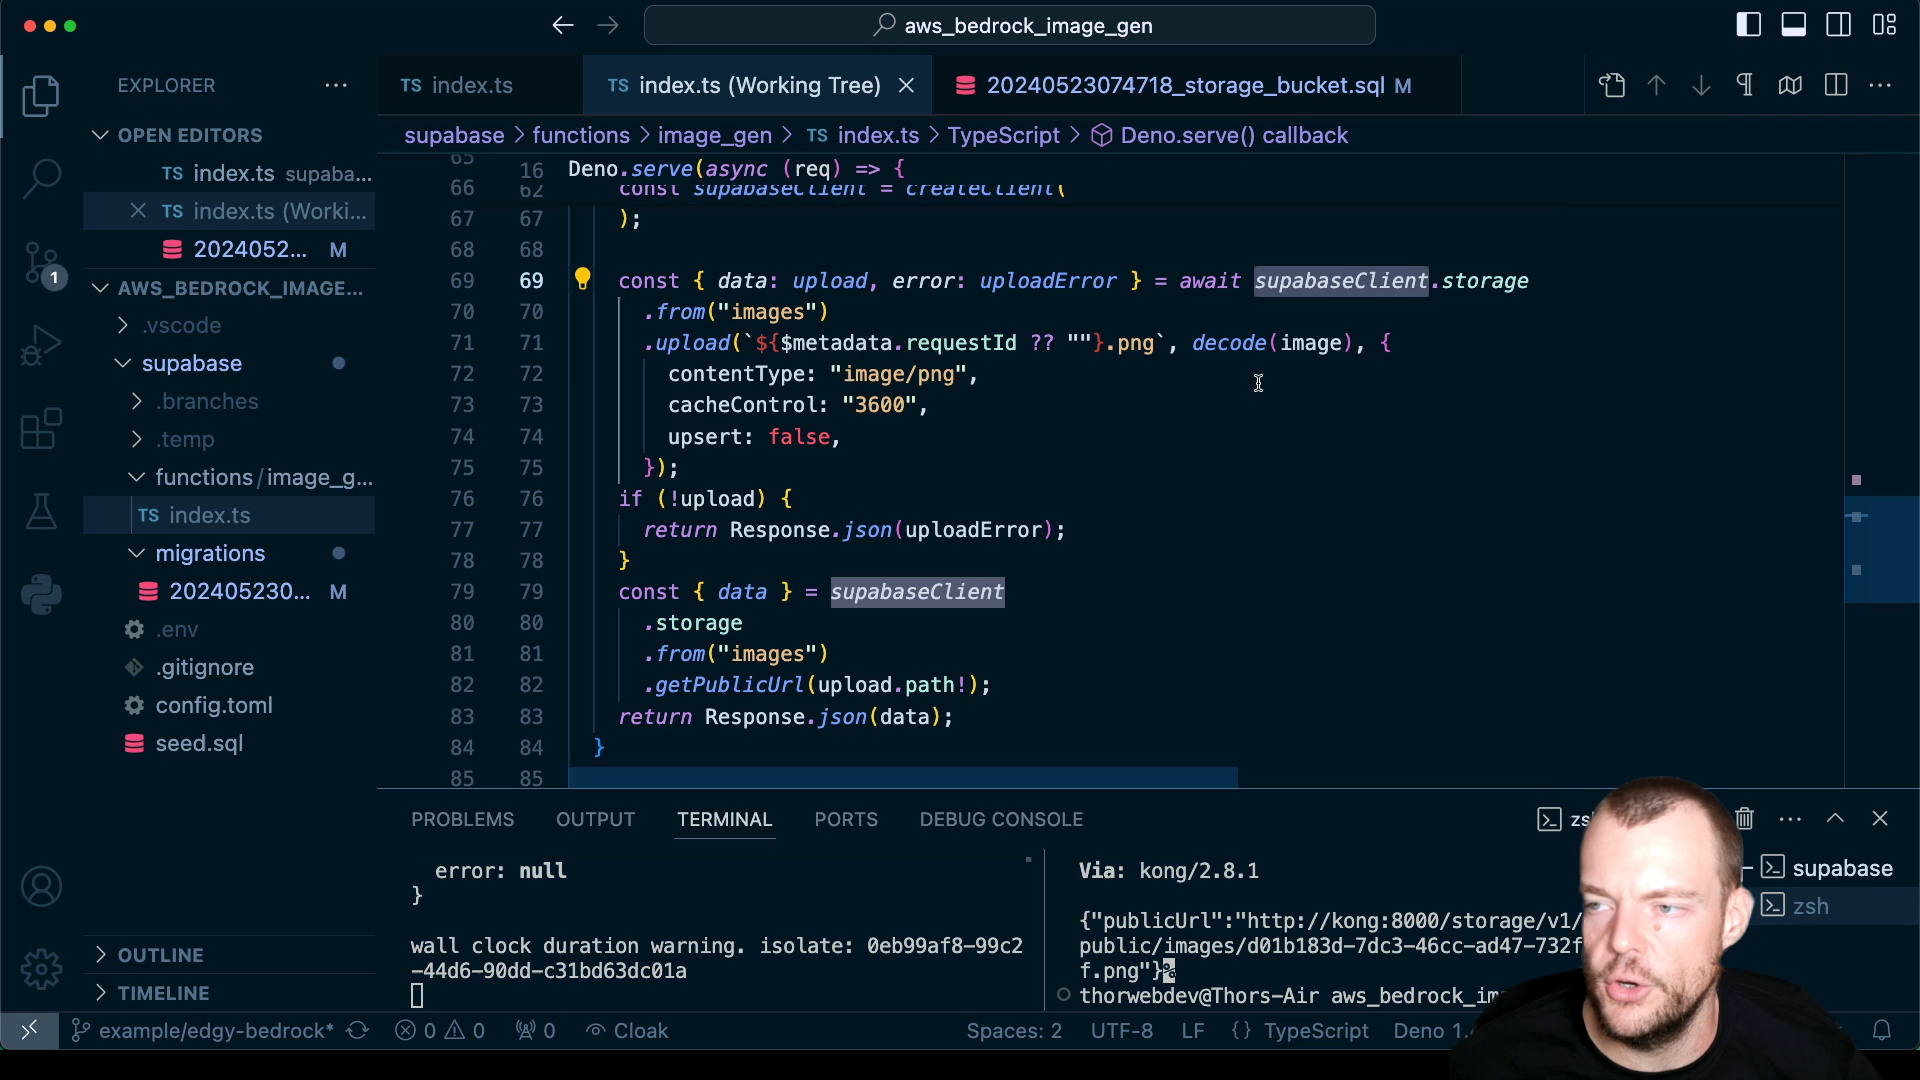 aws_bedrock_image_gen
EXPLORER
OPEN EDITORS
TS index.ts supaba...
TS index.ts (Worki...
2024052... M
AWS_BEDROCK_IMAGE...
.vscode
supabase
.branches
.temp
functions/image_g...
TS index.ts
migrations
202405230... M
.env
.gitignore
config.toml
seed.sql
OUTLINE
TIMELINE
1
TS index.ts
TS index.ts (Working Tree)
20240523074718_storage_bucket.sql M
supabase > functions > image_gen > TS index.ts > TypeScript > Deno.serve() callback
65 16 Deno.serve(async (req) => {
66 62 const supabaseClient = createClient(
67 67 );
68 68
69 69 const { data: upload, error: uploadError } = await supabaseClient.storage
70 70 .from("images")
71 71 .upload(`${$metadata.requestId ?? ""}.png`, decode(image), {
72 72 contentType: "image/png",
73 73 cacheControl: "3600",
74 74 upsert: false,
75 75 });
76 76 if (!upload) {
77 77 return Response.json(uploadError);
78 78 }
79 79 const { data } = supabaseClient
80 80 .storage
81 81 .from("images")
82 82 .getPublicUrl(upload.path!);
83 83 return Response.json(data);
84 84 }
85 85
PROBLEMS OUTPUT TERMINAL PORTS DEBUG CONSOLE
error: null
}
wall clock duration warning. isolate: 0eb99af8-99c2
-44d6-90dd-c31bd63dc01a
Via: kong/2.8.1
{"publicUrl":"http://kong:8000/storage/v1/
public/images/d01b183d-7dc3-46cc-ad47-732f
f.png"}%
thorwebdev@Thors-Air aws_bedrock_im
supabase
zsh
example/edgy-bedrock* 0 0 0 Cloak
Spaces: 2 UTF-8 LF {} TypeScript Deno 1.